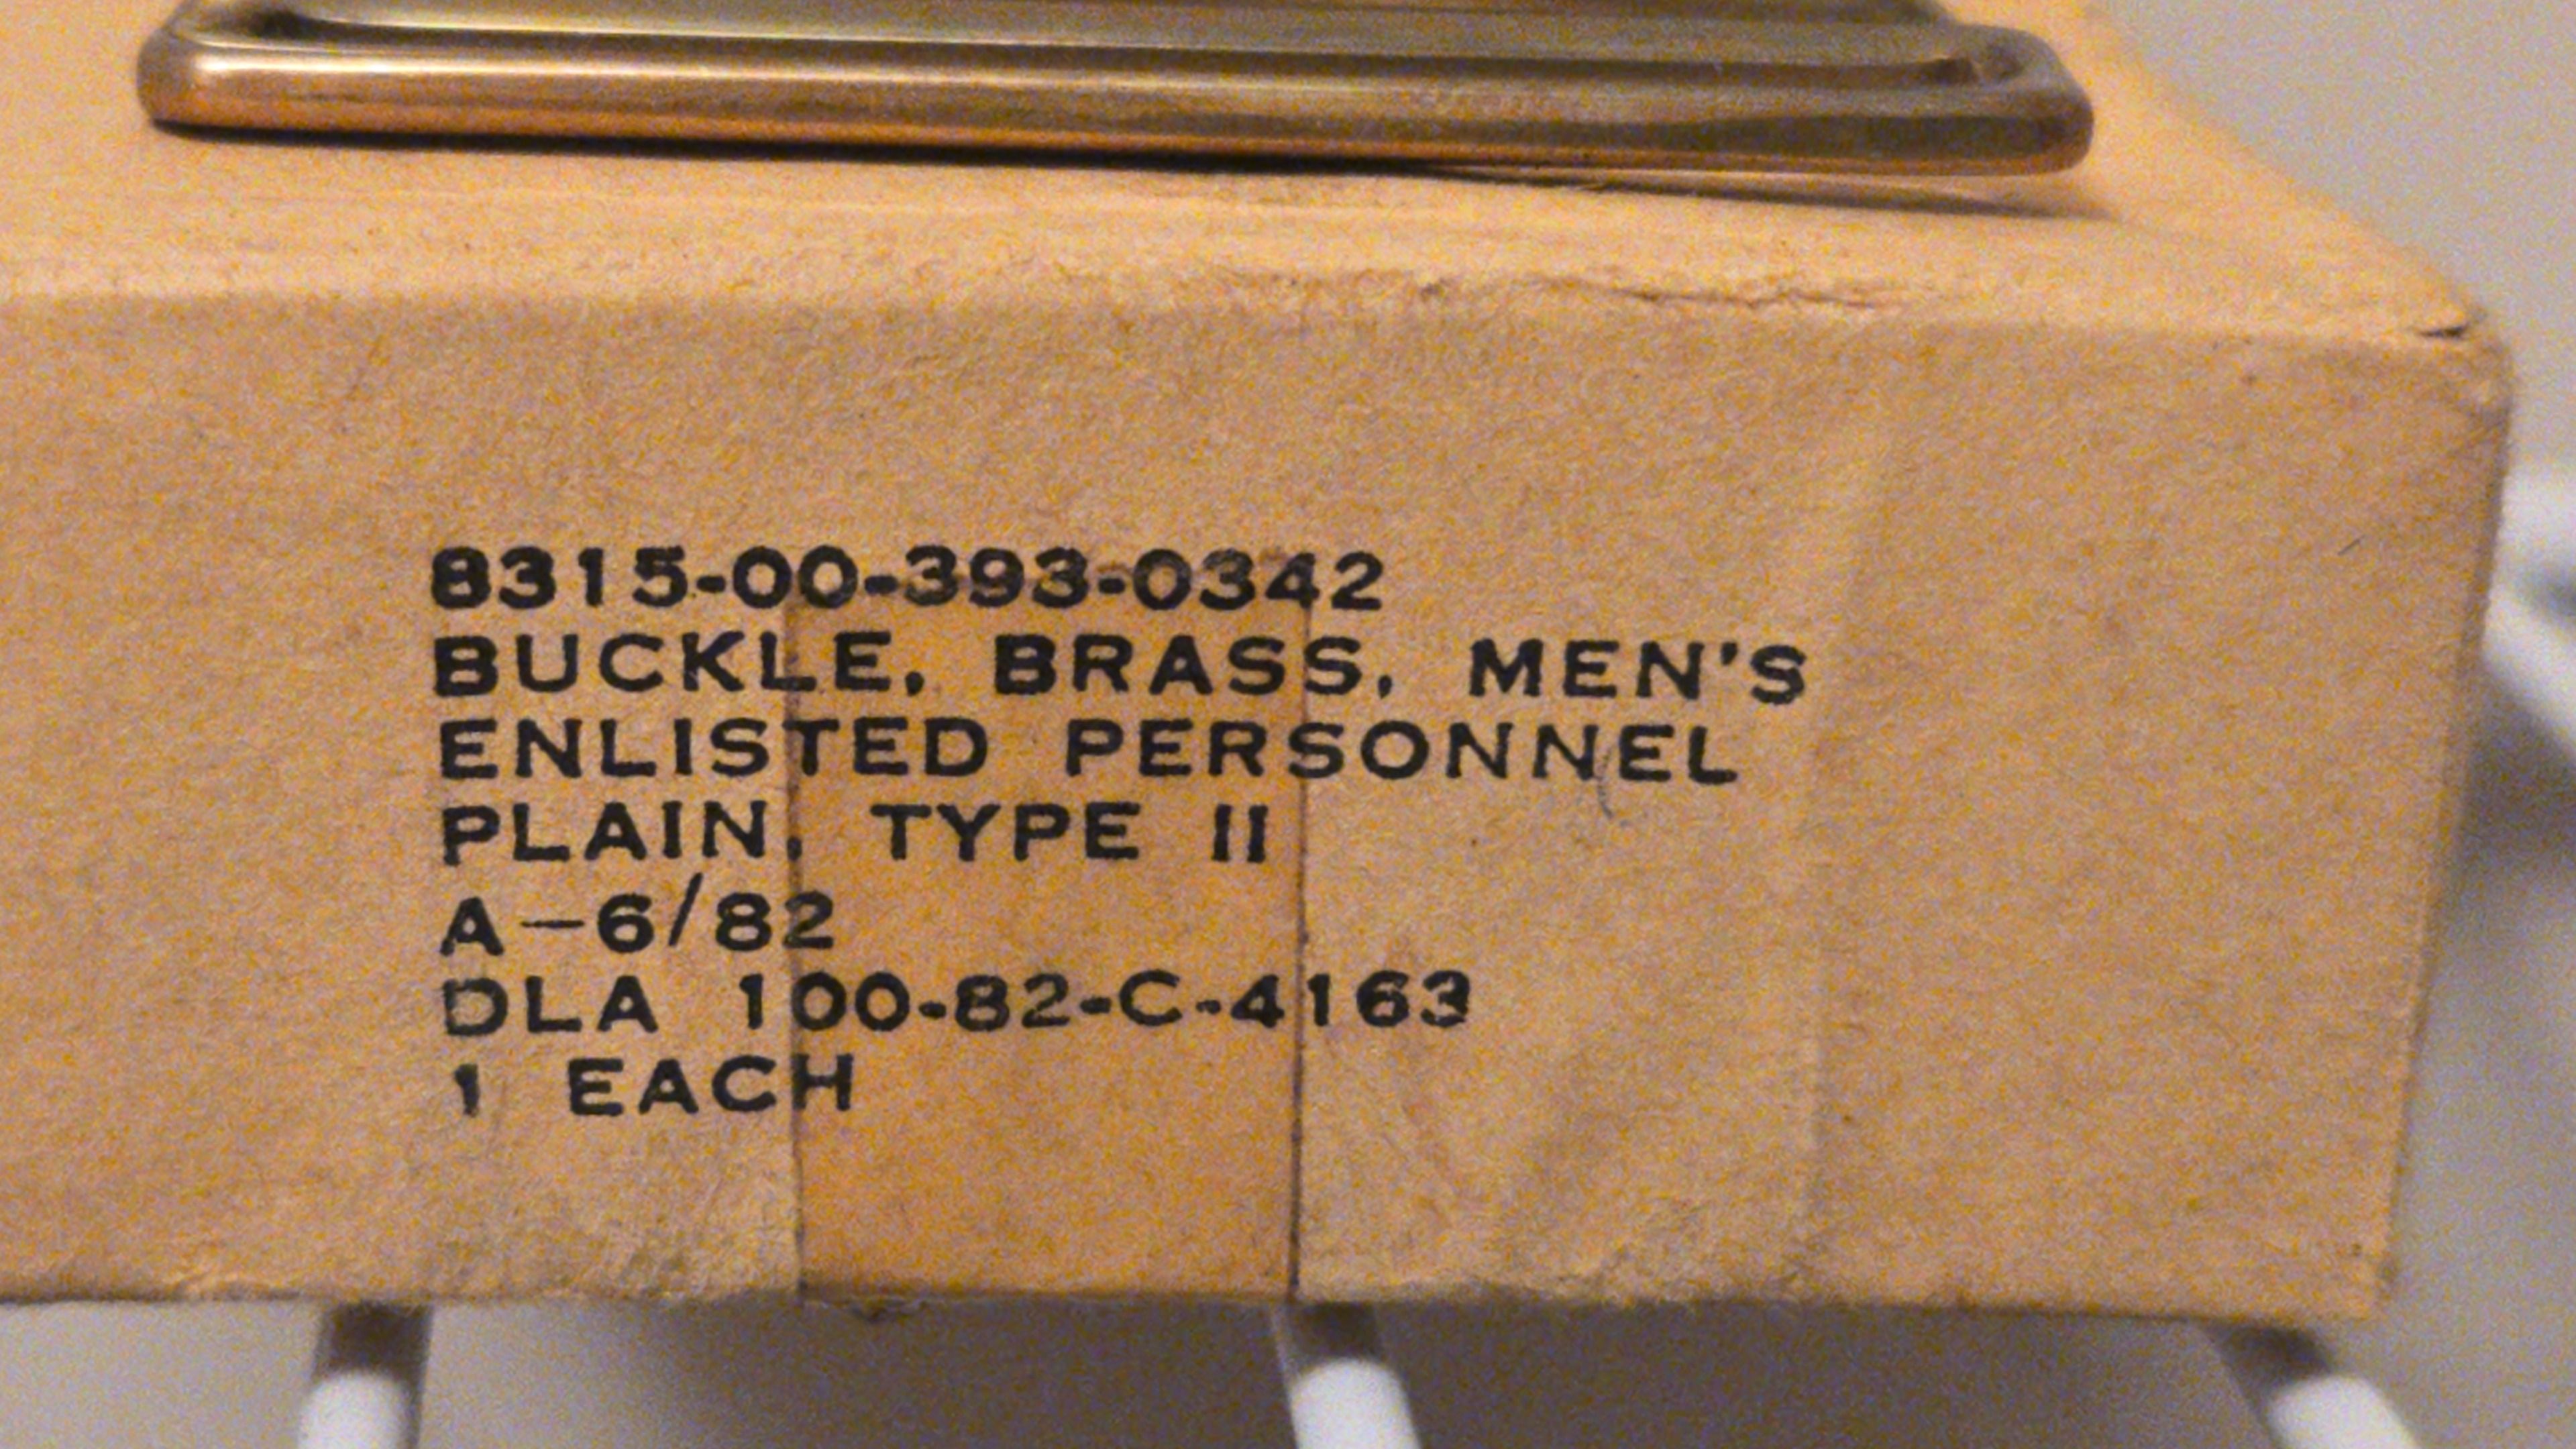 8315-00-393-0342
BUCKLE, BRASS, MEN'S
ENLISTED PERSONNEL
PLAIN, TYPE II
A-6/82
DLA 100-82-C-4163
1 EACH